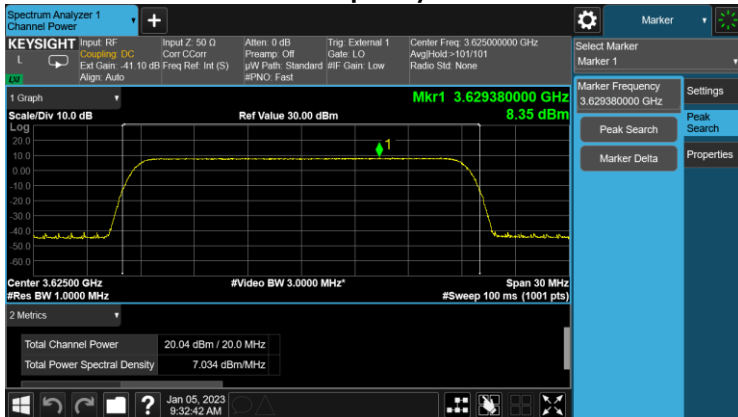 Spectrum Analyzer 1
Channel Power
+
Marker
KEYSIGHT
L
LXI
Input: RF
Coupling: DC
Ext Gain: -41.10 dB
Align: Auto
Input Z: 50 Ω
Corr CCorr
Freq Ref: Int (S)
Atten: 0 dB
Preamp: Off
µW Path: Standard
#PNO: Fast
Trig: External 1
Gate: LO
#IF Gain: Low
Center Freq: 3.625000000 GHz
Avg|Hold:>101/101
Radio Std: None
Select Marker
Marker 1
Marker Frequency
3.629380000 GHz
Peak Search
Marker Delta
Settings
Peak
Search
Properties
1 Graph
Mkr1 3.629380000 GHz
Scale/Div 10.0 dB
Ref Value 30.00 dBm
8.35 dBm
Log
1
20.0
10.0
0.00
-10.0
-20.0
-30.0
-40.0
-50.0
-60.0
Center 3.62500 GHz
#Video BW 3.0000 MHz*
Span 30 MHz
#Res BW 1.0000 MHz
#Sweep 100 ms (1001 pts)
2 Metrics
Total Channel Power 20.04 dBm / 20.0 MHz
Total Power Spectral Density 7.034 dBm/MHz
?
Jan 05, 2023
9:32:42 AM